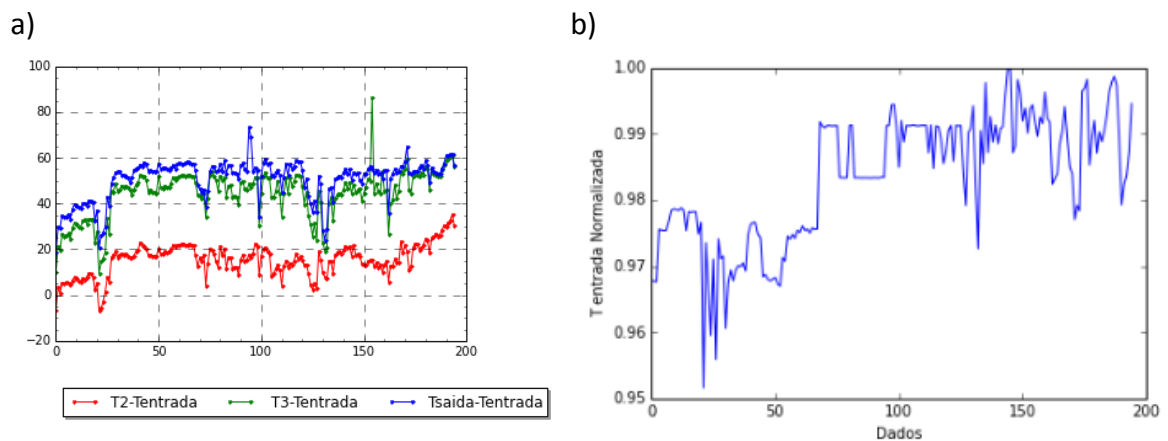 a)
b)
100
80
60
40
20
0
−20
0 50 100 150 200
T2-Tentrada T3-Tentrada Tsaida-Tentrada
1.00
0.99
0.98
0.97
0.96
0.95
T entrada Normalizada
0 50 100 150 200
Dados